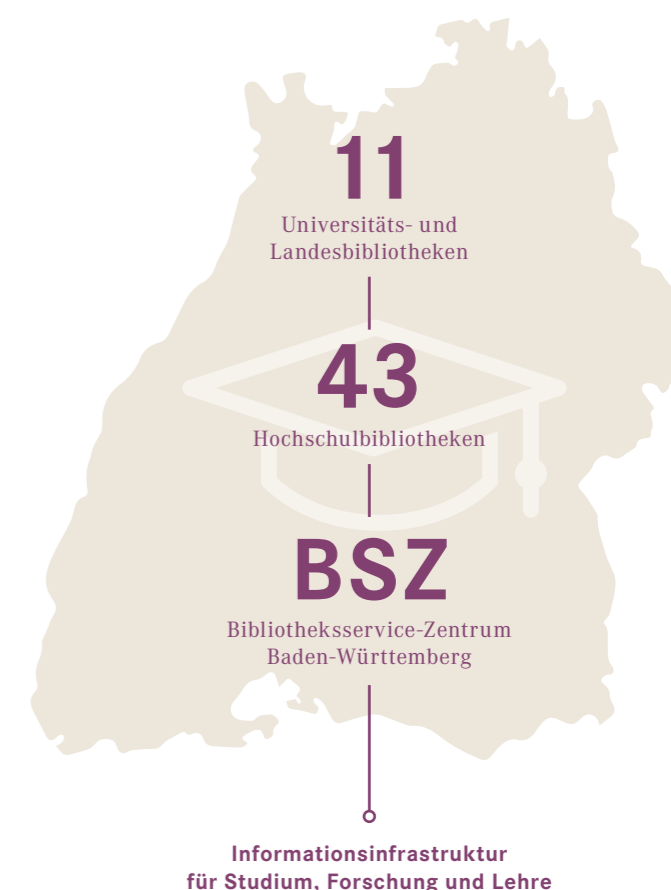 11
Universitäts- und
Landesbibliotheken
43
Hochschulbibliotheken
BSZ
Bibliotheksservice-Zentrum
Baden-Württemberg
Informationsinfrastruktur
für Studium, Forschung und Lehre